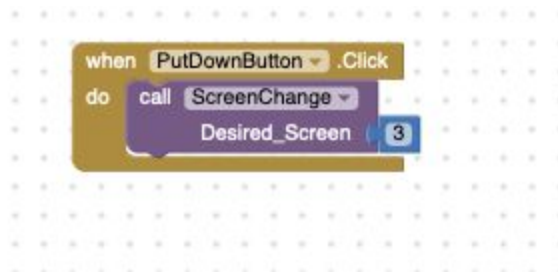 when PutDownButton .Click
do call ScreenChange
Desired_Screen 3